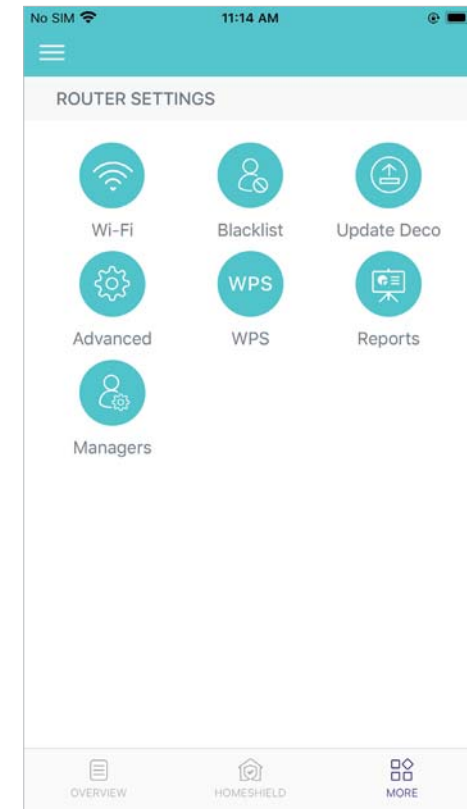 No SIM 11:14 AM
ROUTER SETTINGS
Wi-Fi Blacklist Update Deco
WPS
Advanced WPS Reports
Managers
OVERVIEW HOMESHIELD MORE